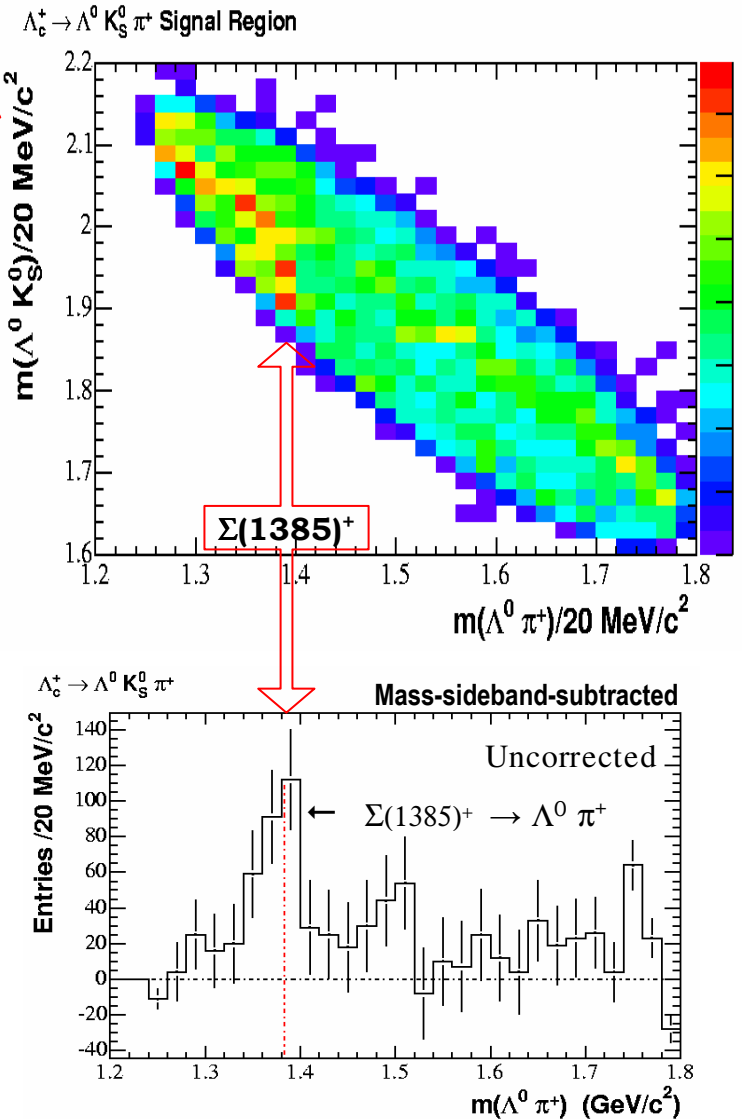 Λc+ → Λ0 KS0 π+ Signal Region
m(Λ0 KS0)/20 MeV/c2
2.2
2.1
2
1.9
1.8
1.7
1.6
1.2 1.3 1.4 1.5 1.6 1.7 1.8
Σ(1385)+
m(Λ0 π+)/20 MeV/c2
Λc+ → Λ0 KS0 π+
Mass-sideband-subtracted
Entries /20 MeV/c2
140
120
100
80
60
40
20
0
-20
-40
Uncorrected
← Σ(1385)+ → Λ0 π+
1.2 1.3 1.4 1.5 1.6 1.7 1.8
m(Λ0 π+) (GeV/c2)